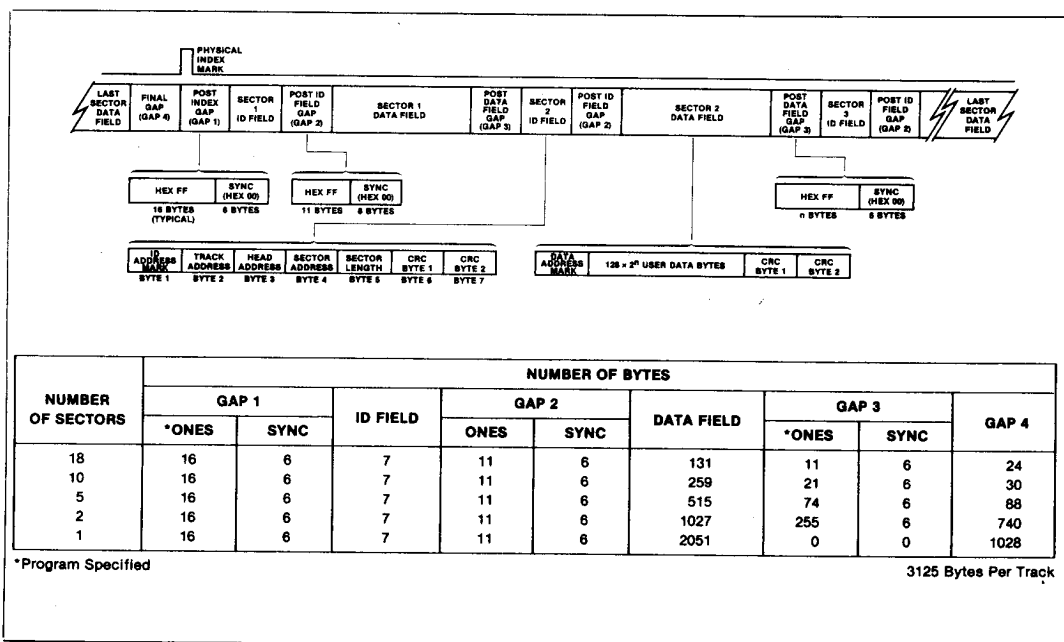 PHYSICAL
INDEX
MARK
LAST
SECTOR
DATA
FIELD
FINAL
GAP
(GAP 4)
POST
INDEX
GAP
(GAP 1)
SECTOR
1
ID FIELD
POST ID
FIELD
GAP
(GAP 2)
SECTOR 1
DATA FIELD
POST
DATA
FIELD
GAP
(GAP 3)
SECTOR
2
ID FIELD
POST ID
FIELD
GAP
(GAP 2)
SECTOR 2
DATA FIELD
POST
DATA
FIELD
GAP
(GAP 3)
SECTOR
3
ID FIELD
POST ID
FIELD
GAP
(GAP 2)
LAST
SECTOR
DATA
FIELD
HEX FF
SYNC
(HEX 00)
16 BYTES
(TYPICAL)
6 BYTES
HEX FF
SYNC
(HEX 00)
11 BYTES
6 BYTES
HEX FF
SYNC
(HEX 00)
n BYTES
6 BYTES
ID
ADDRESS
MARK
TRACK
ADDRESS
HEAD
ADDRESS
SECTOR
ADDRESS
SECTOR
LENGTH
CRC
BYTE 1
CRC
BYTE 2
BYTE 1 BYTE 2 BYTE 3 BYTE 4 BYTE 5 BYTE 6 BYTE 7
DATA
ADDRESS
MARK
128 × 2ⁿ USER DATA BYTES
CRC
BYTE 1
CRC
BYTE 2
NUMBER
OF SECTORS
NUMBER OF BYTES
GAP 1 ID FIELD GAP 2 DATA FIELD GAP 3 GAP 4
*ONES SYNC ONES SYNC *ONES SYNC
18 16 6 7 11 6 131 11 6 24
10 16 6 7 11 6 259 21 6 30
5 16 6 7 11 6 515 74 6 88
2 16 6 7 11 6 1027 255 6 740
1 16 6 7 11 6 2051 0 0 1028
*Program Specified
3125 Bytes Per Track